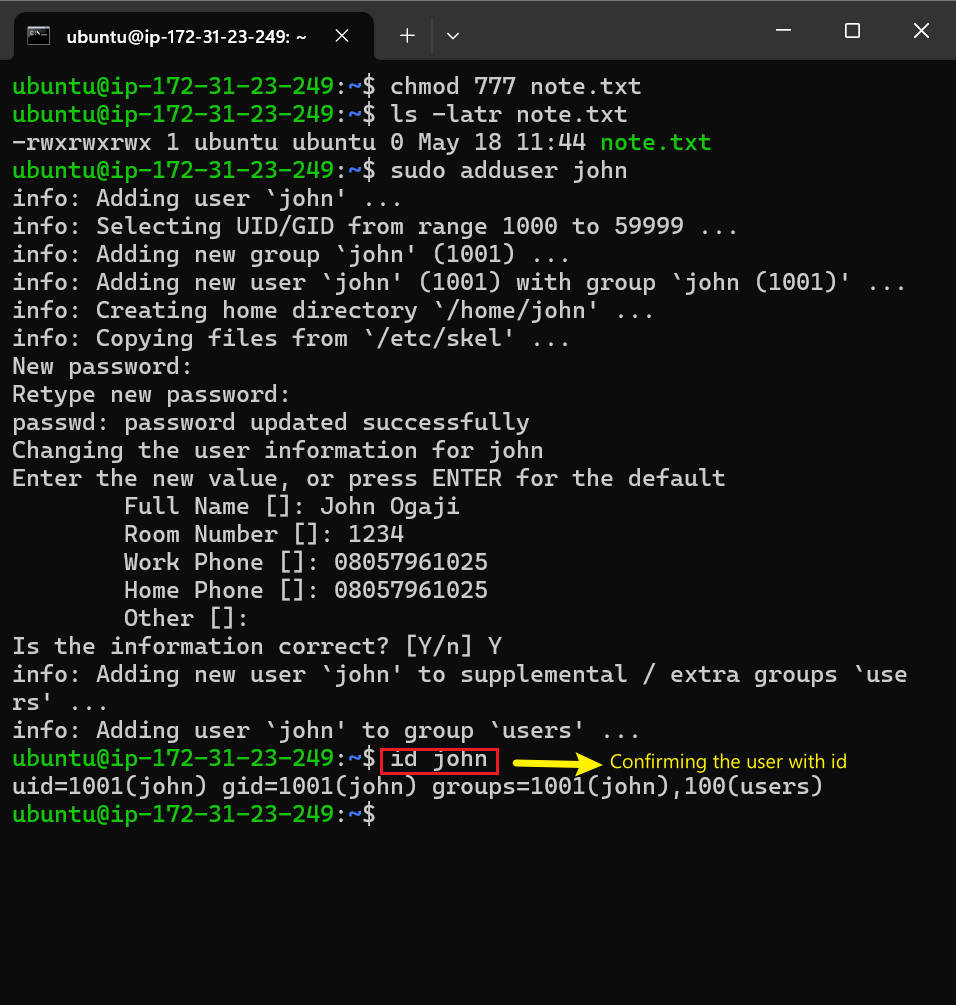 ubuntu@ip-172-31-23-249: ~
ubuntu@ip-172-31-23-249:~$ chmod 777 note.txt
ubuntu@ip-172-31-23-249:~$ ls -latr note.txt
-rwxrwxrwx 1 ubuntu ubuntu 0 May 18 11:44 note.txt
ubuntu@ip-172-31-23-249:~$ sudo adduser john
info: Adding user `john' ...
info: Selecting UID/GID from range 1000 to 59999 ...
info: Adding new group `john' (1001) ...
info: Adding new user `john' (1001) with group `john (1001)' ...
info: Creating home directory `/home/john' ...
info: Copying files from `/etc/skel' ...
New password:
Retype new password:
passwd: password updated successfully
Changing the user information for john
Enter the new value, or press ENTER for the default
        Full Name []: John Ogaji
        Room Number []: 1234
        Work Phone []: 08057961025
        Home Phone []: 08057961025
        Other []:
Is the information correct? [Y/n] Y
info: Adding new user `john' to supplemental / extra groups `use
rs' ...
info: Adding user `john' to group `users' ...
ubuntu@ip-172-31-23-249:~$ id john Confirming the user with id
uid=1001(john) gid=1001(john) groups=1001(john),100(users)
ubuntu@ip-172-31-23-249:~$